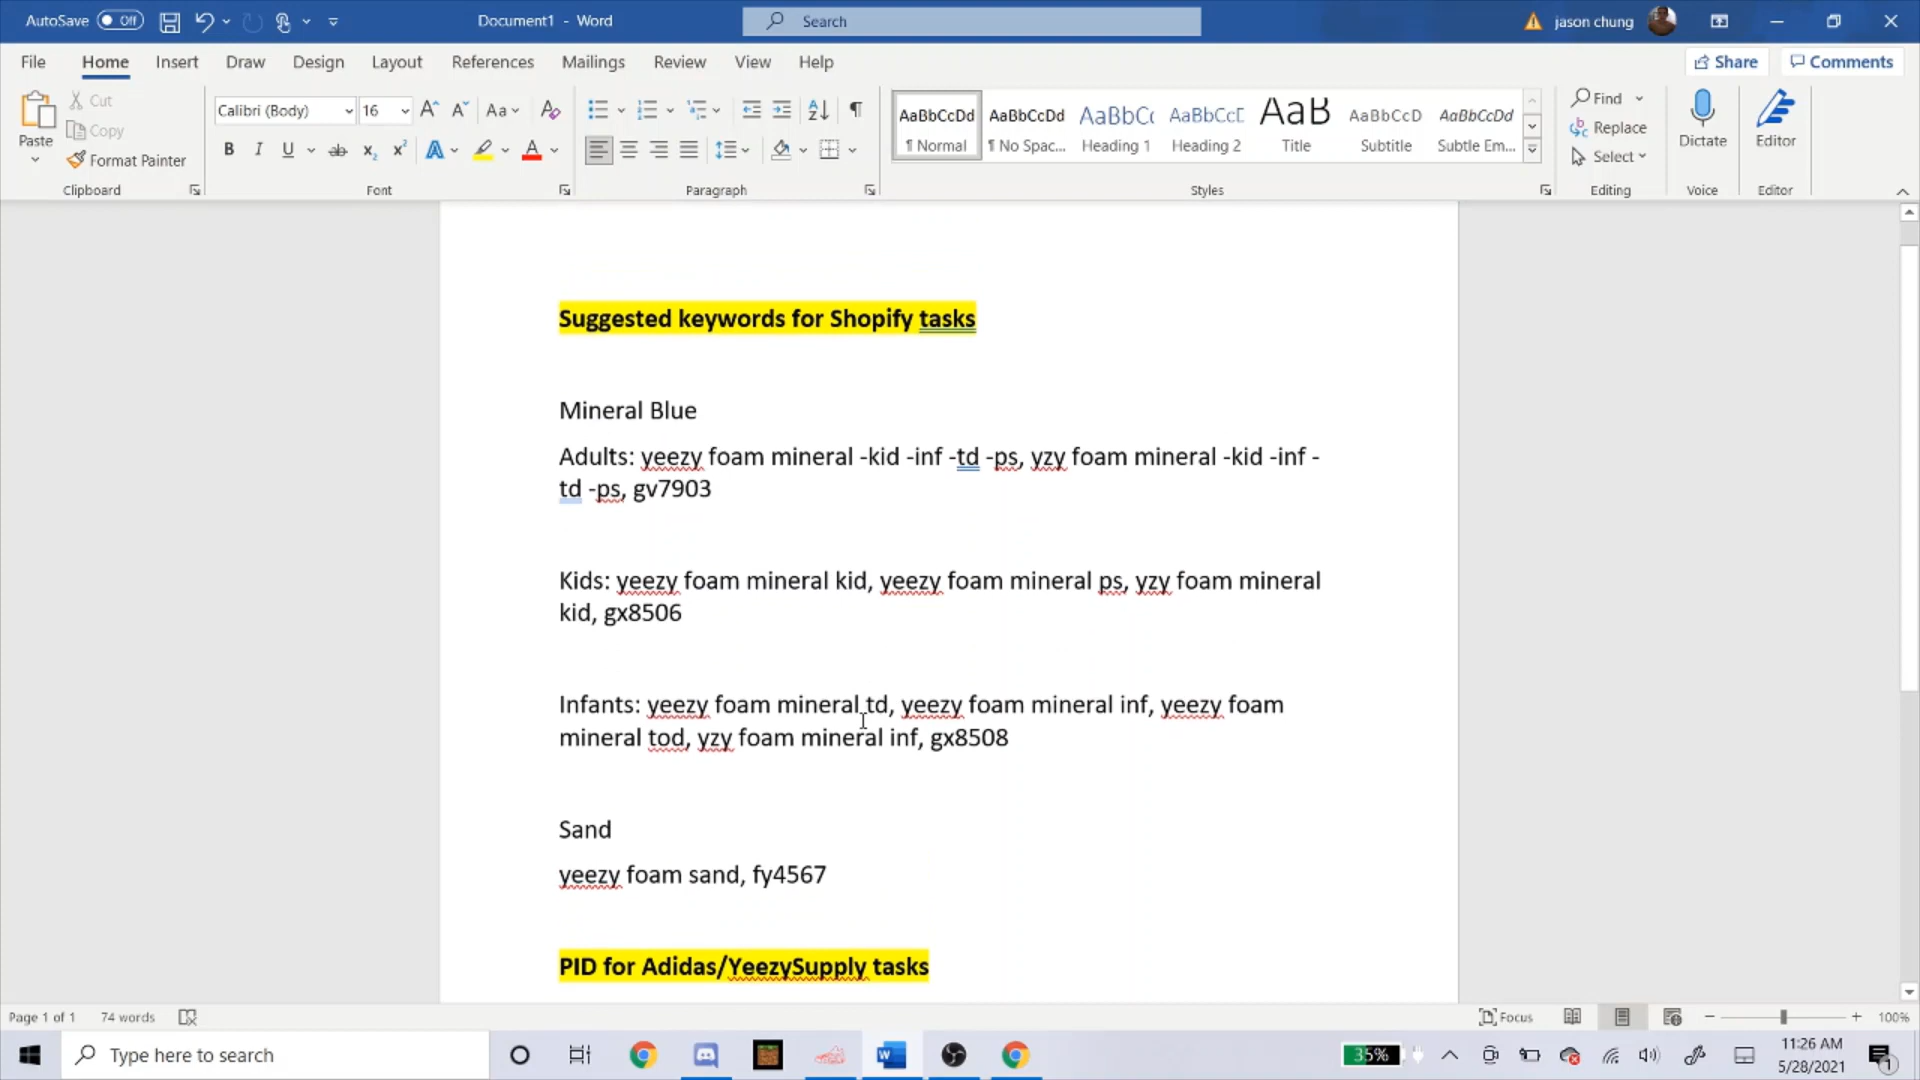 AutoSave Off Document1 - Word Search jason chung
File Home Insert Draw Design Layout References Mailings Review View Help Share Comments
Paste Cut Copy Format Painter
Calibri (Body) 16 Aa
B I U ab x₂ x² A A
AaBbCcDd AaBbCcDd AaBbCc AaBbCcE AaB AaBbCcD AaBbCcDd
¶ Normal ¶ No Spac... Heading 1 Heading 2 Title Subtitle Subtle Em...
Find Replace Select Dictate Editor
Clipboard Font Paragraph Styles Editing Voice Editor
Suggested keywords for Shopify tasks
Mineral Blue
Adults: yeezy foam mineral -kid -inf -td -ps, yzy foam mineral -kid -inf -
td -ps, gv7903
Kids: yeezy foam mineral kid, yeezy foam mineral ps, yzy foam mineral
kid, gx8506
Infants: yeezy foam mineral td, yeezy foam mineral inf, yeezy foam
mineral tod, yzy foam mineral inf, gx8508
Sand
yeezy foam sand, fy4567
PID for Adidas/YeezySupply tasks
Page 1 of 1 74 words Focus 100%
Type here to search 35% 11:26 AM
5/28/2021 1